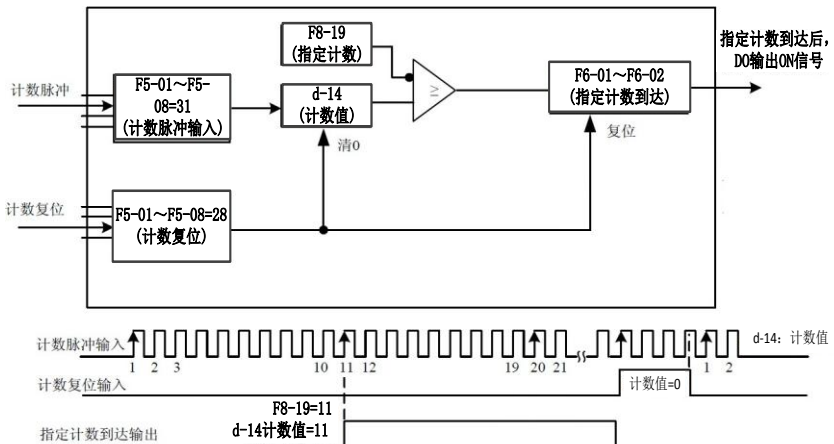 F8-19
(指定计数)
指定计数到达后，
DO输出ON信号
计数脉冲
F5-01～F5-
08=31
(计数脉冲输入)
d-14
(计数值)
≥
F6-01～F6-02
(指定计数到达)
清0
复位
计数复位
F5-01～F5-08=28
(计数复位)
计数脉冲输入
d-14：计数值
1 2 3 10 11 12 19 20 21 1 2
计数复位输入
计数值=0
F8-19=11
指定计数到达输出
d-14计数值=11